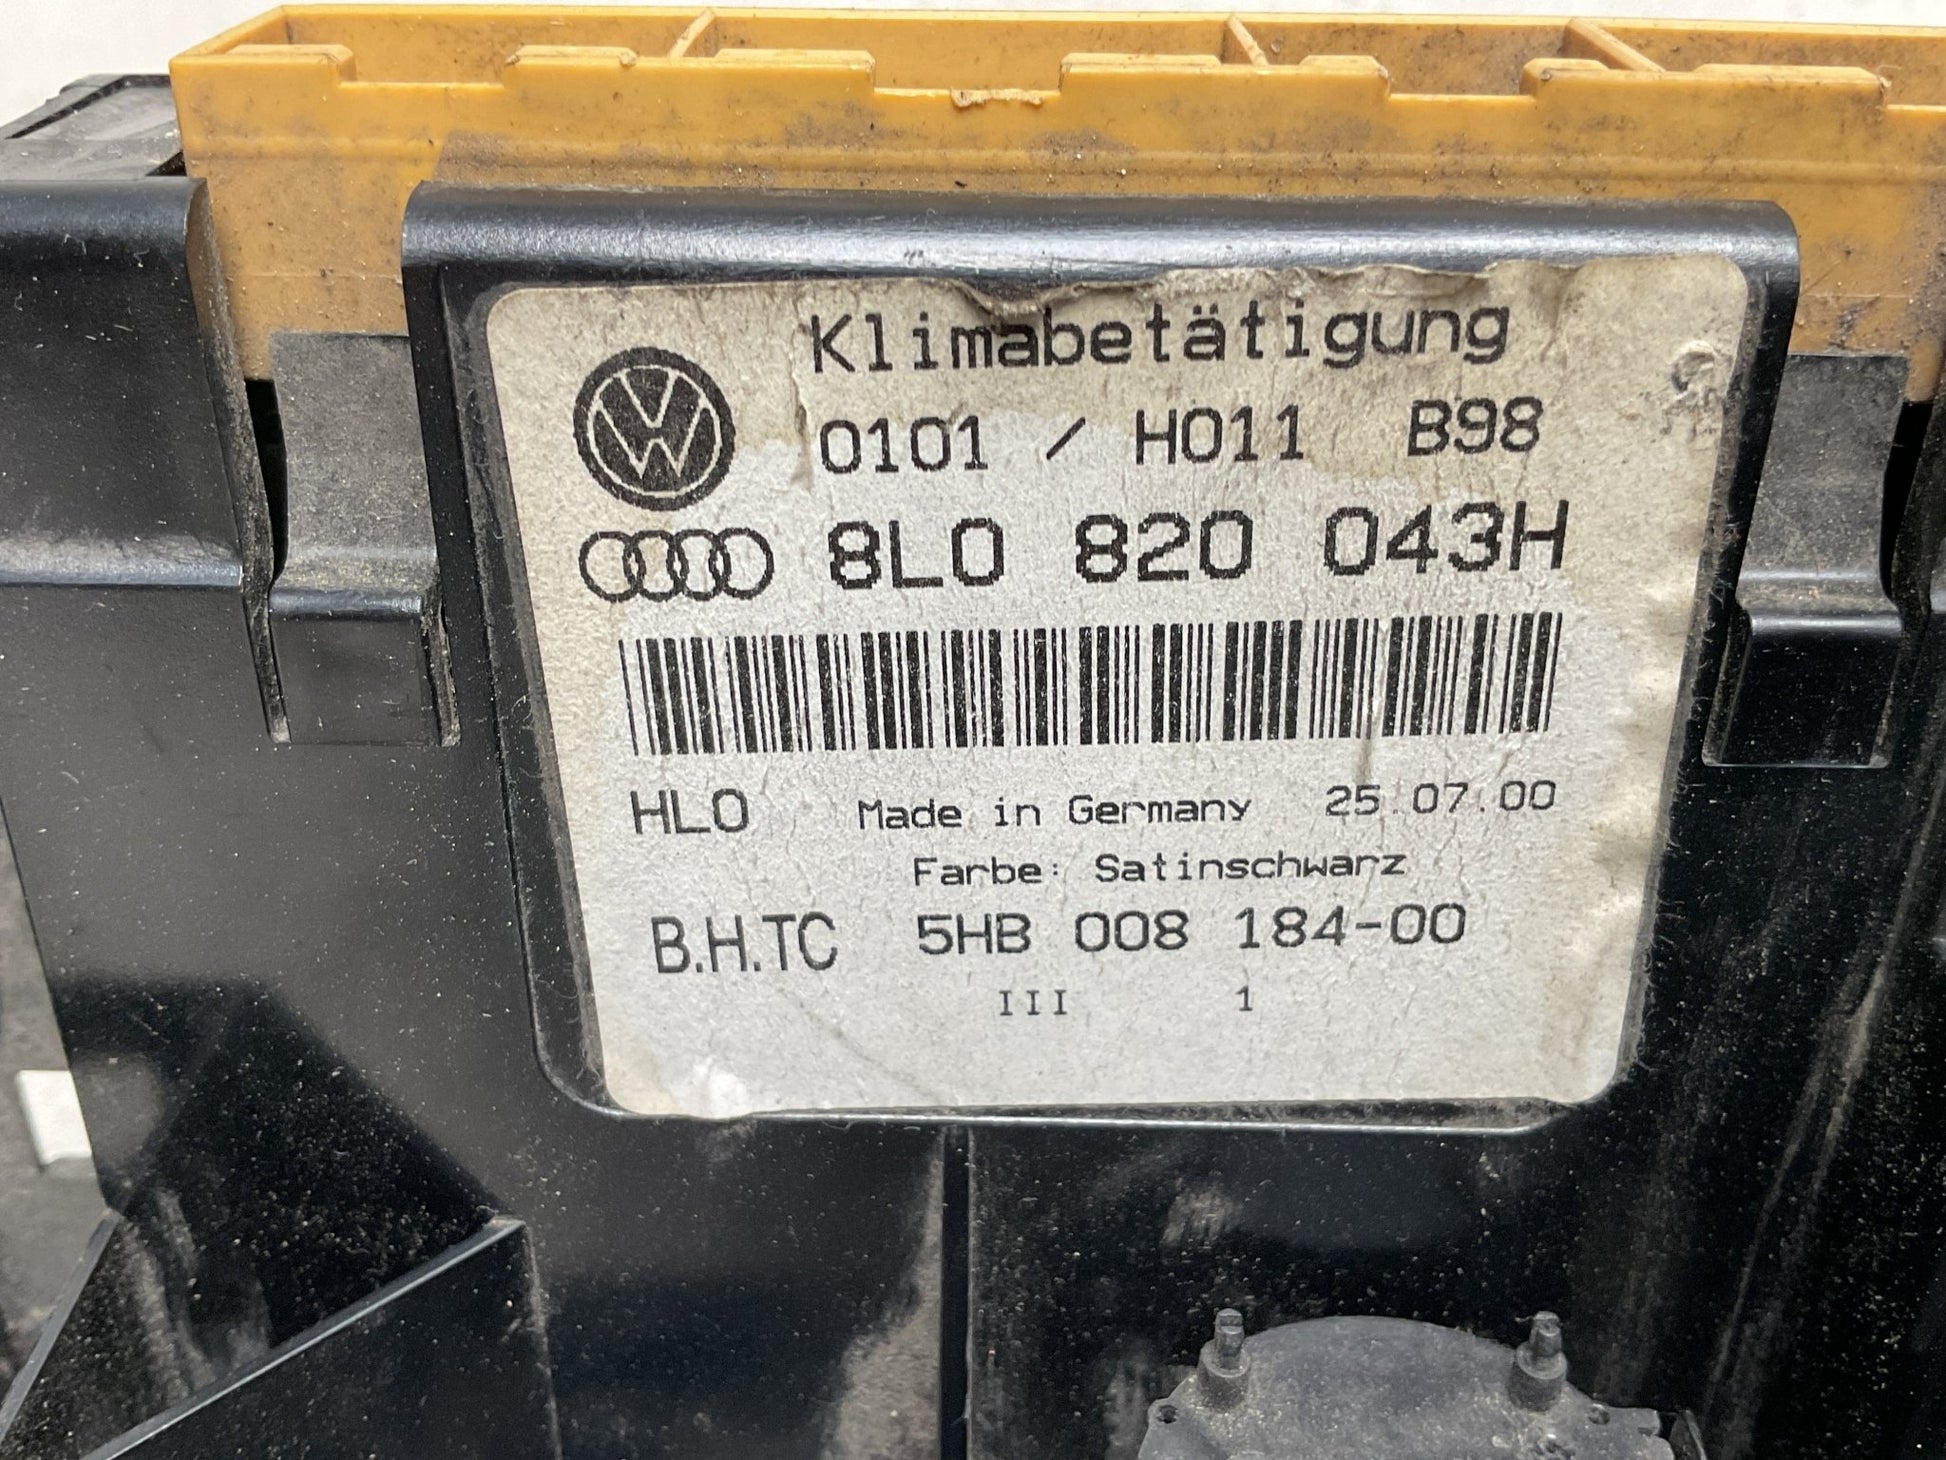 Klimabetätigung
0101 / H011 B98
8L0 820 043H
HLO Made in Germany 25.07.00
Farbe: Satinschwarz
B.H.TC 5HB 008 184-00
III 1